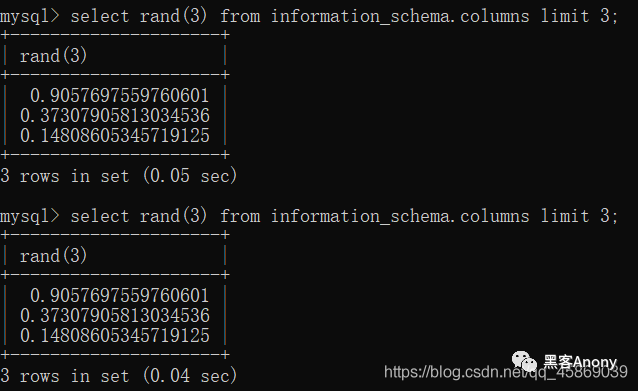 mysql> select rand(3) from information_schema.columns limit 3;
+----------------------+
| rand(3)              |
+----------------------+
|   0.9057697559760601 |
| 0.37307905813034536 |
| 0.14808605345719125 |
+----------------------+
3 rows in set (0.05 sec)
mysql> select rand(3) from information_schema.columns limit 3;
+----------------------+
| rand(3)              |
+----------------------+
|   0.9057697559760601 |
| 0.37307905813034536 |
| 0.14808605345719125 |
+----------------------+
3 rows in set (0.04 sec)
黑客Anony
https://blog.csdn.net/qq_45869039